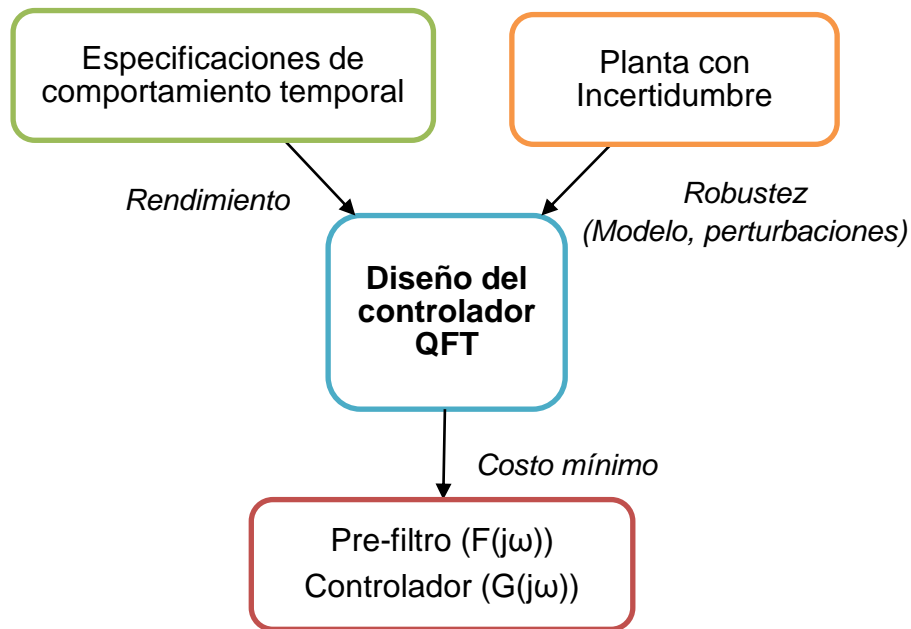 Especificaciones de
comportamiento temporal
Planta con
Incertidumbre
Rendimiento
Robustez
(Modelo, perturbaciones)
Diseño del
controlador
QFT
Costo mínimo
Pre-filtro (F(jω))
Controlador (G(jω))